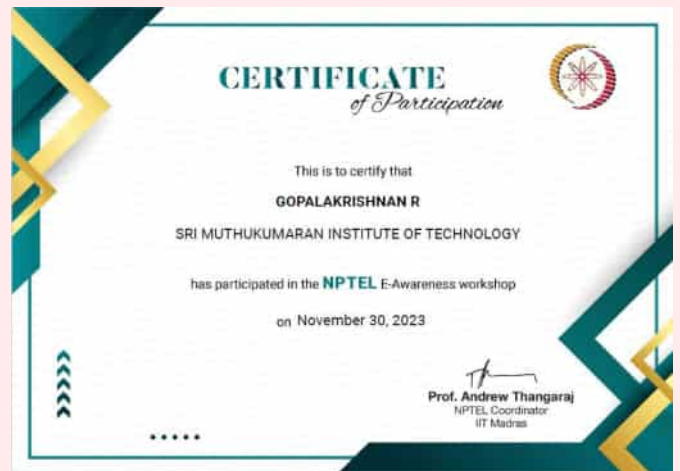 CERTIFICATE
of Participation
This is to certify that
GOPALAKRISHNAN R
SRI MUTHUKUMARAN INSTITUTE OF TECHNOLOGY
has participated in the NPTEL E-Awareness workshop
on November 30, 2023
Prof. Andrew Thangaraj
NPTEL Coordinator
IIT Madras